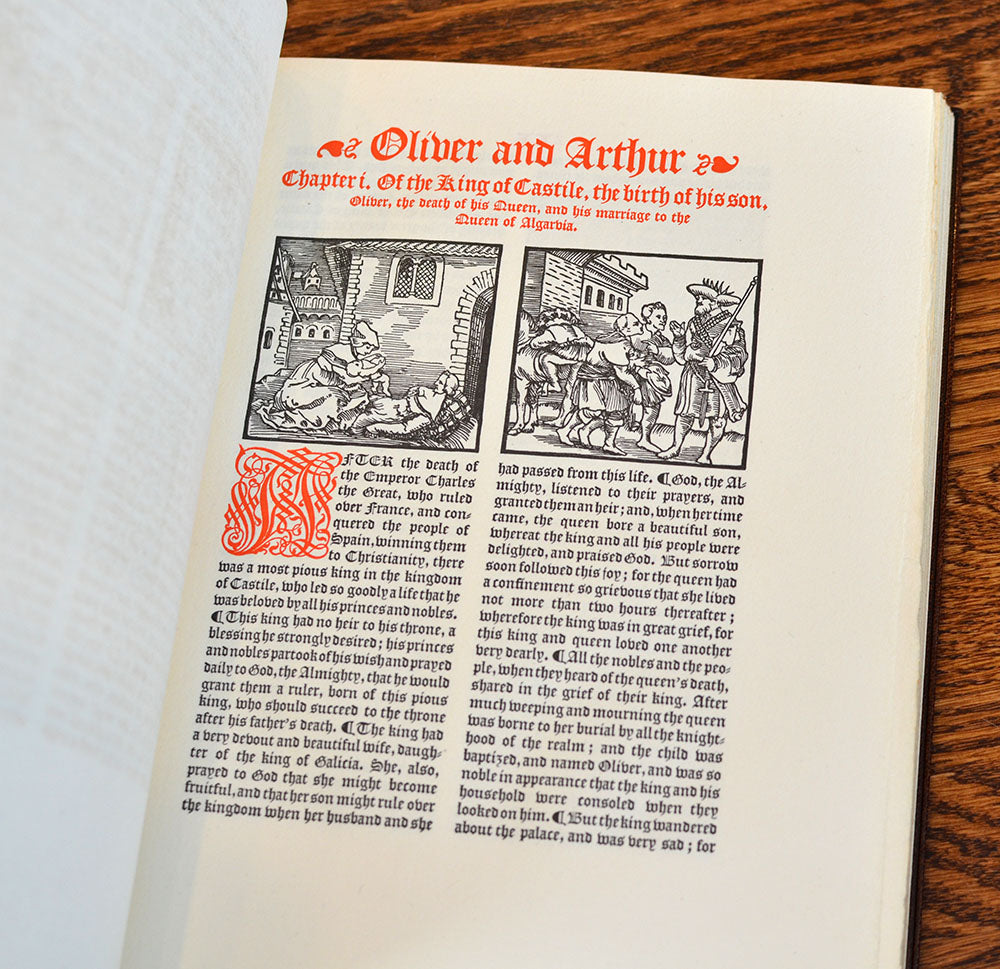 Oliver and Arthur
Chapter i. Of the King of Castile, the birth of his son,
Oliver, the death of his Queen, and his marriage to the
Queen of Algarvia.
AFTER the death of
the Emperor Charles
the Great, who ruled
over France, and con-
quered the people of
Spain, winning them
to Christianity, there
was a most pious king in the kingdom
of Castile, who led so goodly a life that he
was beloved by all his princes and nobles.
¶ This king had no heir to his throne, a
blessing he strongly desired; his princes
and nobles partook of his wish and prayed
daily to God, the Almighty, that he would
grant them a ruler, born of this pious
king, who should succeed to the throne
after his father's death. ¶ The king had
a very devout and beautiful wife, daugh-
ter of the king of Galicia. She, also,
prayed to God that she might become
fruitful, and that her son might rule over
the kingdom when her husband and she
had passed from this life. ¶ God, the Al-
mighty, listened to their prayers, and
granted them an heir; and, when her time
came, the queen bore a beautiful son,
whereat the king and all his people were
delighted, and praised God. But sorrow
soon followed this joy; for the queen had
a confinement so grievous that she lived
not more than two hours thereafter;
wherefore the king was in great grief, for
this king and queen loved one another
very dearly. ¶ All the nobles and the peo-
ple, when they heard of the queen's death,
shared in the grief of their king. After
much weeping and mourning the queen
was borne to her burial by all the knight-
hood of the realm; and the child was
baptized, and named Oliver, and was so
noble in appearance that the king and his
household were consoled when they
looked on him. ¶ But the king wandered
about the palace, and was very sad; for